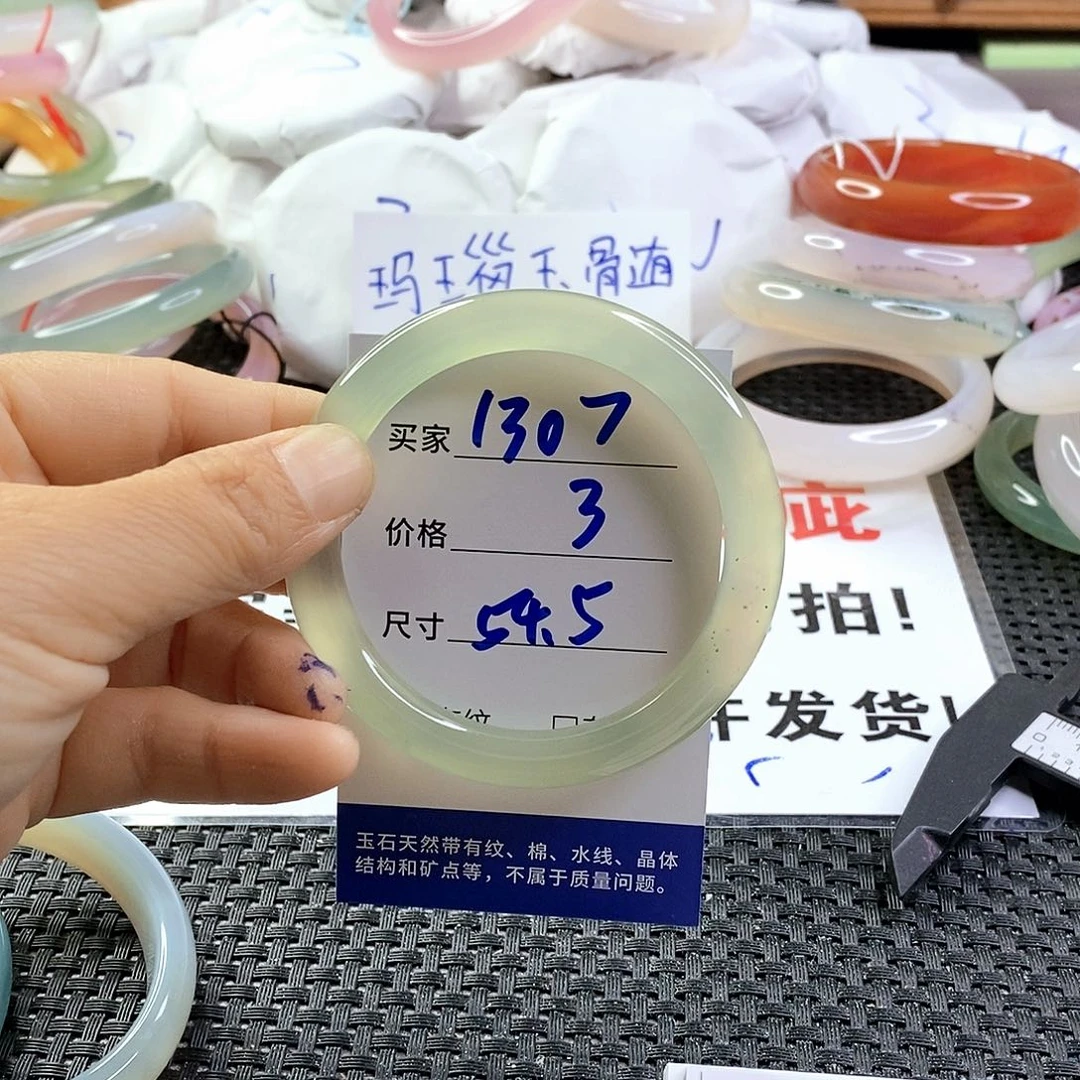 玛瑙玉骨髓
买家 1307
价格 3
尺寸 54.5
疵
拍!
发货!
玉石天然带有纹、棉、水线、晶体
结构和矿点等，不属于质量问题。